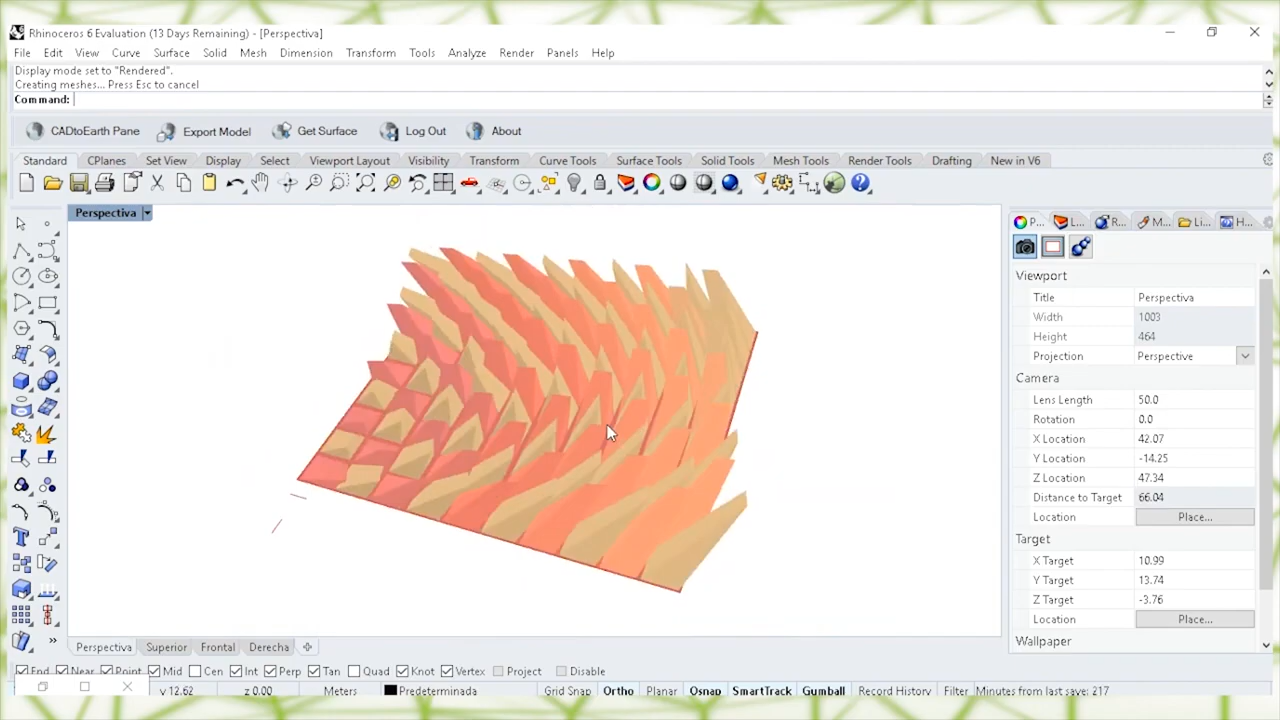 Rhinoceros 6 Evaluation (13 Days Remaining) - [Perspectiva]
File Edit View Curve Surface Solid Mesh Dimension Transform Tools Analyze Render Panels Help
Display mode set to "Rendered".
Creating meshes... Press Esc to cancel
Command:
CADtoEarth Pane Export Model Get Surface Log Out About
Standard CPlanes Set View Display Select Viewport Layout Visibility Transform Curve Tools Surface Tools Solid Tools Mesh Tools Render Tools Drafting New in V6
Perspectiva
P... L... R... M... Li... H...
Viewport
Title Perspectiva
Width 1003
Height 464
Projection Perspective
Camera
Lens Length 50.0
Rotation 0.0
X Location 42.07
Y Location -14.25
Z Location 47.34
Distance to Target 66.04
Location Place...
Target
X Target 10.99
Y Target 13.74
Z Target -3.76
Location Place...
Wallpaper
Perspectiva Superior Frontal Derecha
End Near Point Mid Cen Int Perp Tan Quad Knot Vertex Project Disable
y 12.62 z 0.00 Meters Predeterminada Grid Snap Ortho Planar Osnap SmartTrack Gumball Record History Filter Minutes from last save: 217